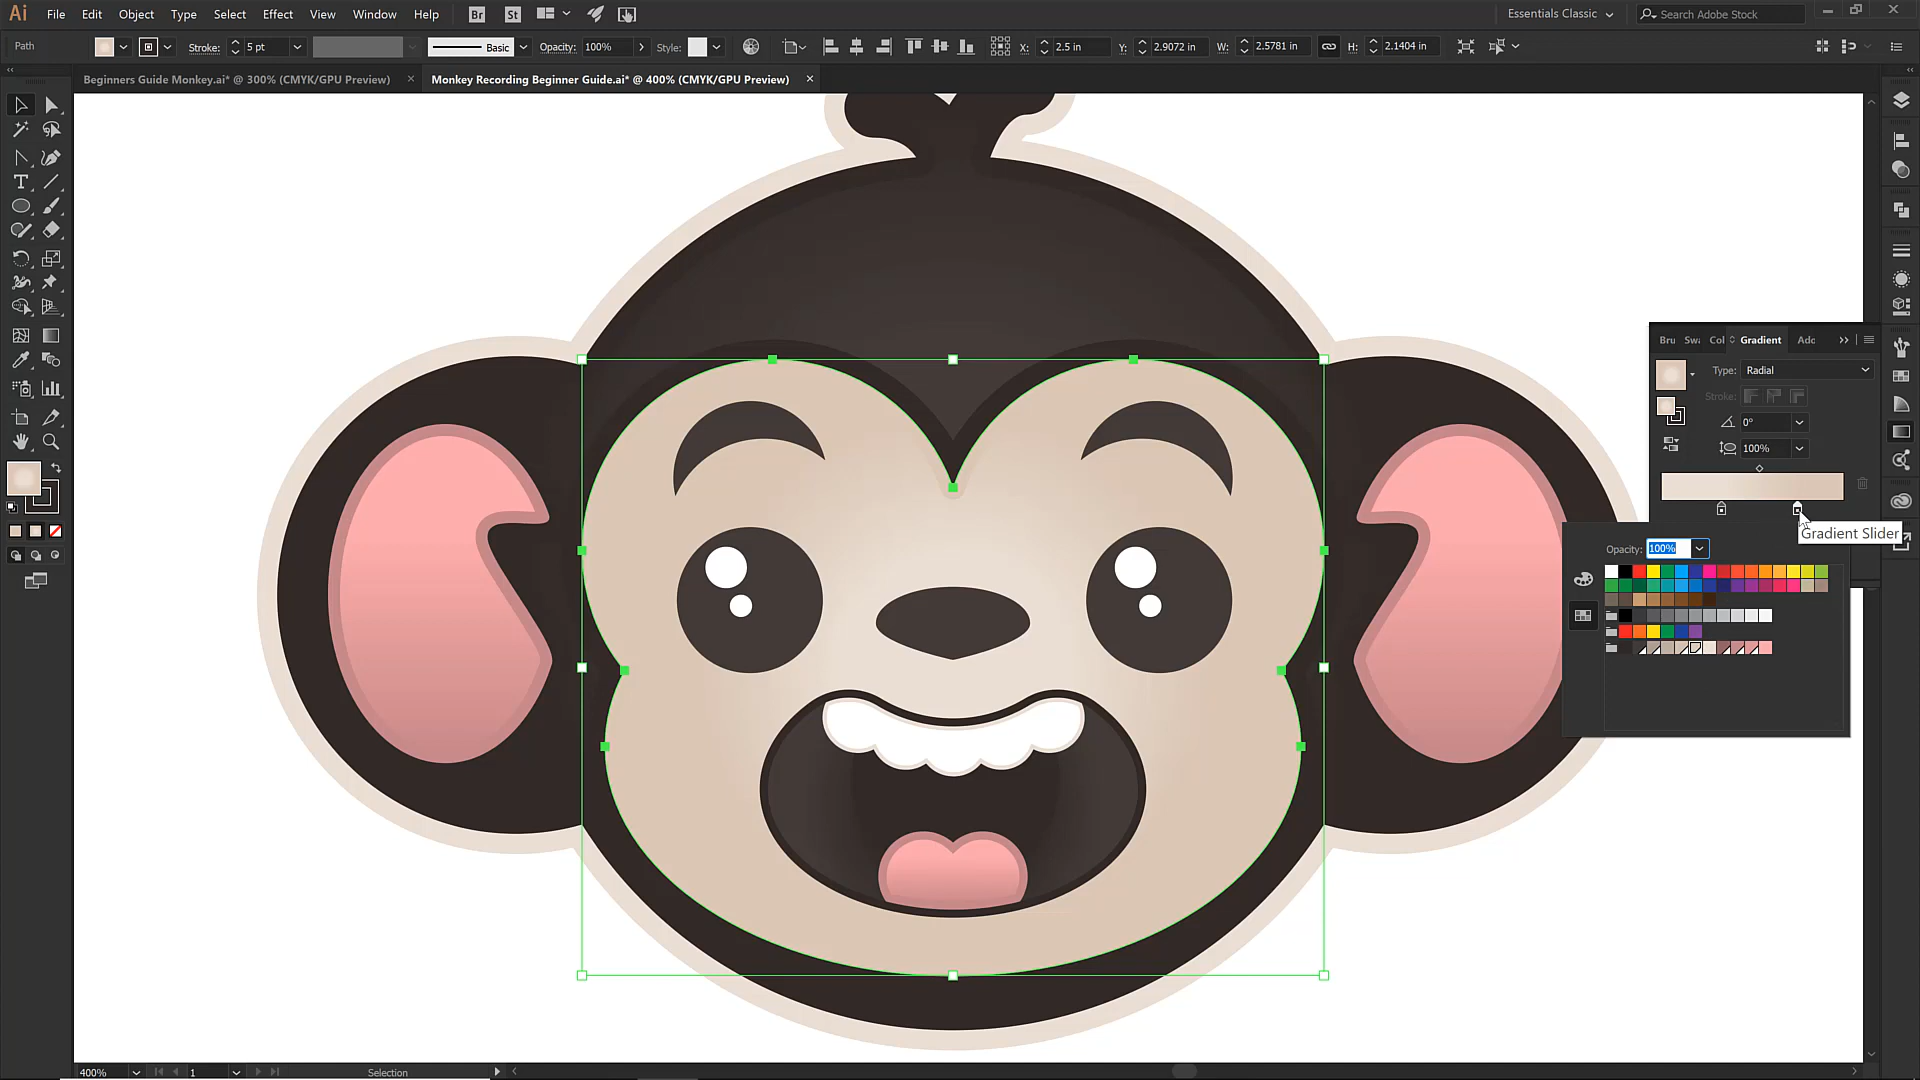 Ai File Edit Object Type Select Effect View Window Help Br St Essentials Classic Search Adobe Stock
Path Stroke: 5 pt Basic Opacity: 100% Style: X: 2.5 in Y: 2.9072 in W: 2.5781 in H: 2.1404 in
Beginners Guide Monkey.ai* @ 300% (CMYK/GPU Preview) Monkey Recording Beginner Guide.ai* @ 400% (CMYK/GPU Preview)
Bru Swa Col Gradient Adc
Type: Radial
Stroke:
0°
100%
Gradient Slider
Opacity: 100%
400% 1 Selection